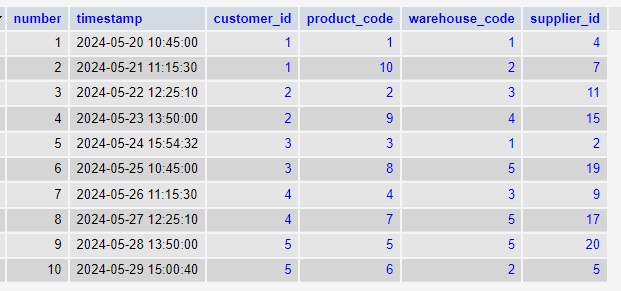 number timestamp customer_id product_code warehouse_code supplier_id
1 2024-05-20 10:45:00 1 1 1 4
2 2024-05-21 11:15:30 1 10 2 7
3 2024-05-22 12:25:10 2 2 3 11
4 2024-05-23 13:50:00 2 9 4 15
5 2024-05-24 15:54:32 3 3 1 2
6 2024-05-25 10:45:00 3 8 5 19
7 2024-05-26 11:15:30 4 4 3 9
8 2024-05-27 12:25:10 4 7 5 17
9 2024-05-28 13:50:00 5 5 5 20
10 2024-05-29 15:00:40 5 6 2 5